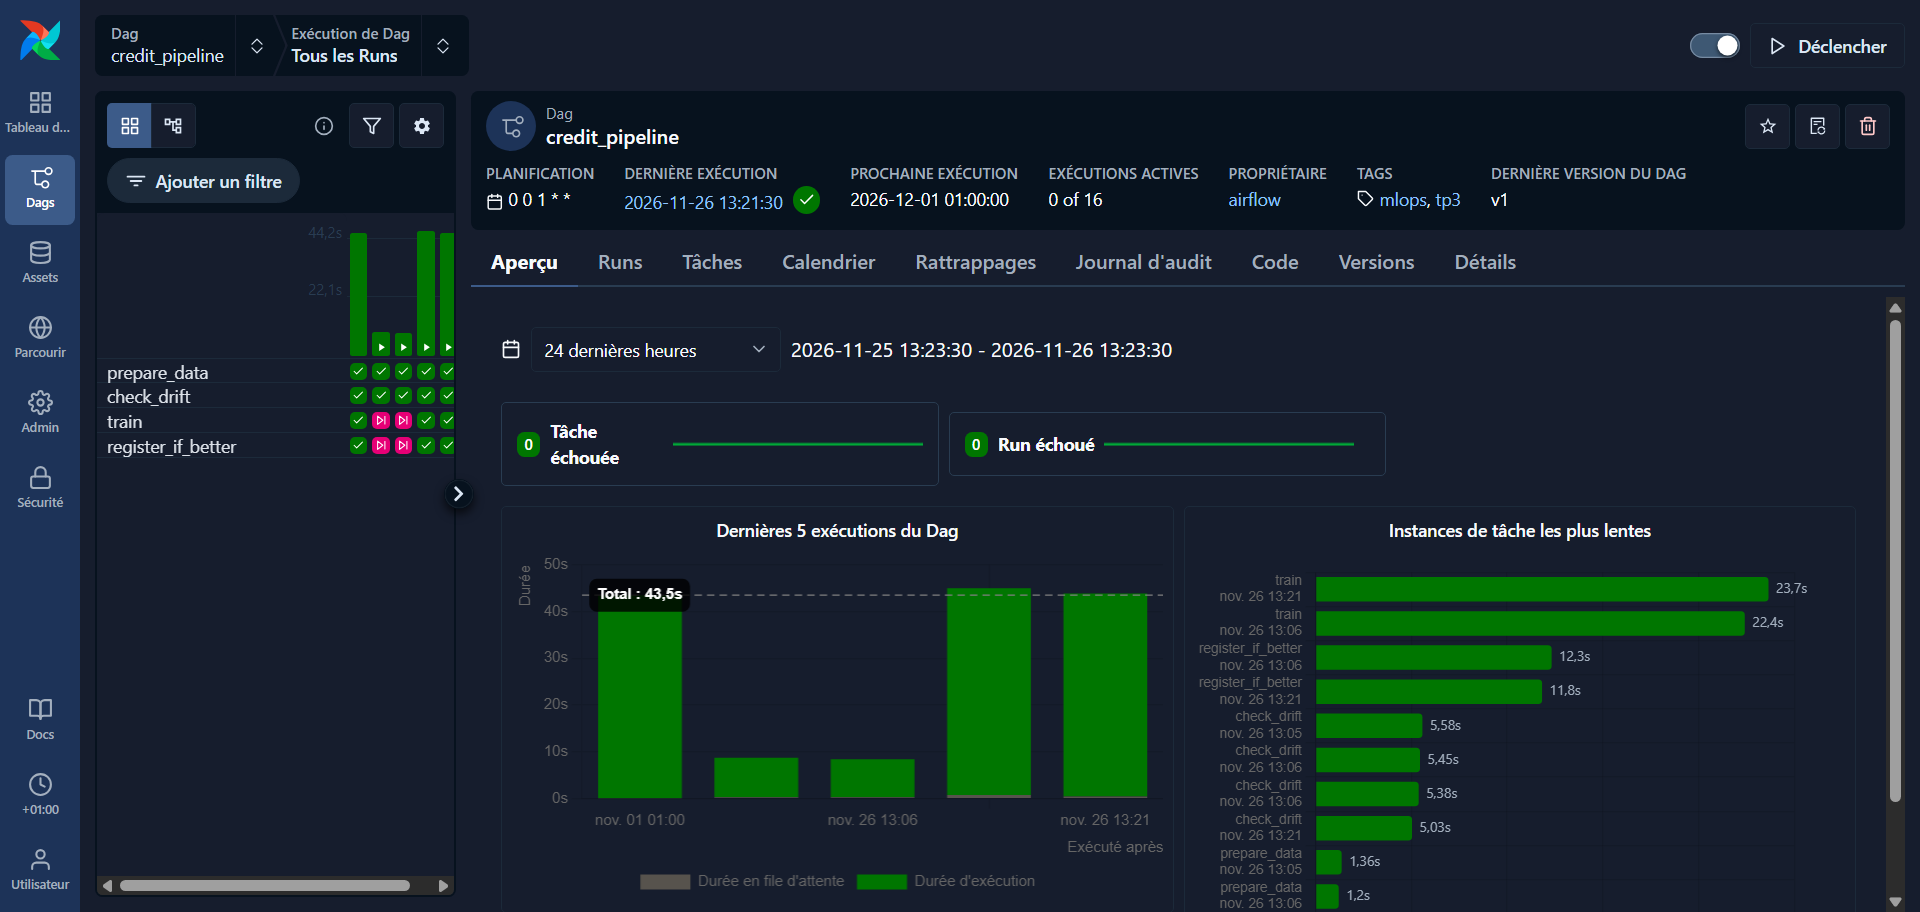 Dag
credit_pipeline
Exécution de Dag
Tous les Runs
Déclencher
Tableau d...
Dags
Assets
Parcourir
Admin
Sécurité
Docs
+01:00
Utilisateur
Ajouter un filtre
44,2s
22,1s
prepare_data
check_drift
train
register_if_better
Dag
credit_pipeline
PLANIFICATION
0 0 1 * *
DERNIÈRE EXÉCUTION
2026-11-26 13:21:30
PROCHAINE EXÉCUTION
2026-12-01 01:00:00
EXÉCUTIONS ACTIVES
0 of 16
PROPRIÉTAIRE
airflow
TAGS
mlops, tp3
DERNIÈRE VERSION DU DAG
v1
Aperçu
Runs
Tâches
Calendrier
Rattrappages
Journal d'audit
Code
Versions
Détails
24 dernières heures
2026-11-25 13:23:30 - 2026-11-26 13:23:30
0
Tâche
échouée
0 Run échoué
Dernières 5 exécutions du Dag
Durée
50s
40s
30s
20s
10s
0s
Total : 43,5s
nov. 01 01:00
nov. 26 13:06
nov. 26 13:21
Exécuté après
Durée en file d'attente
Durée d'exécution
Instances de tâche les plus lentes
train
nov. 26 13:21
23,7s
train
nov. 26 13:06
22,4s
register_if_better
nov. 26 13:06
12,3s
register_if_better
nov. 26 13:21
11,8s
check_drift
nov. 26 13:05
5,58s
check_drift
nov. 26 13:06
5,45s
check_drift
nov. 26 13:06
5,38s
check_drift
nov. 26 13:21
5,03s
prepare_data
nov. 26 13:05
1,36s
prepare_data
nov. 26 13:06
1,2s